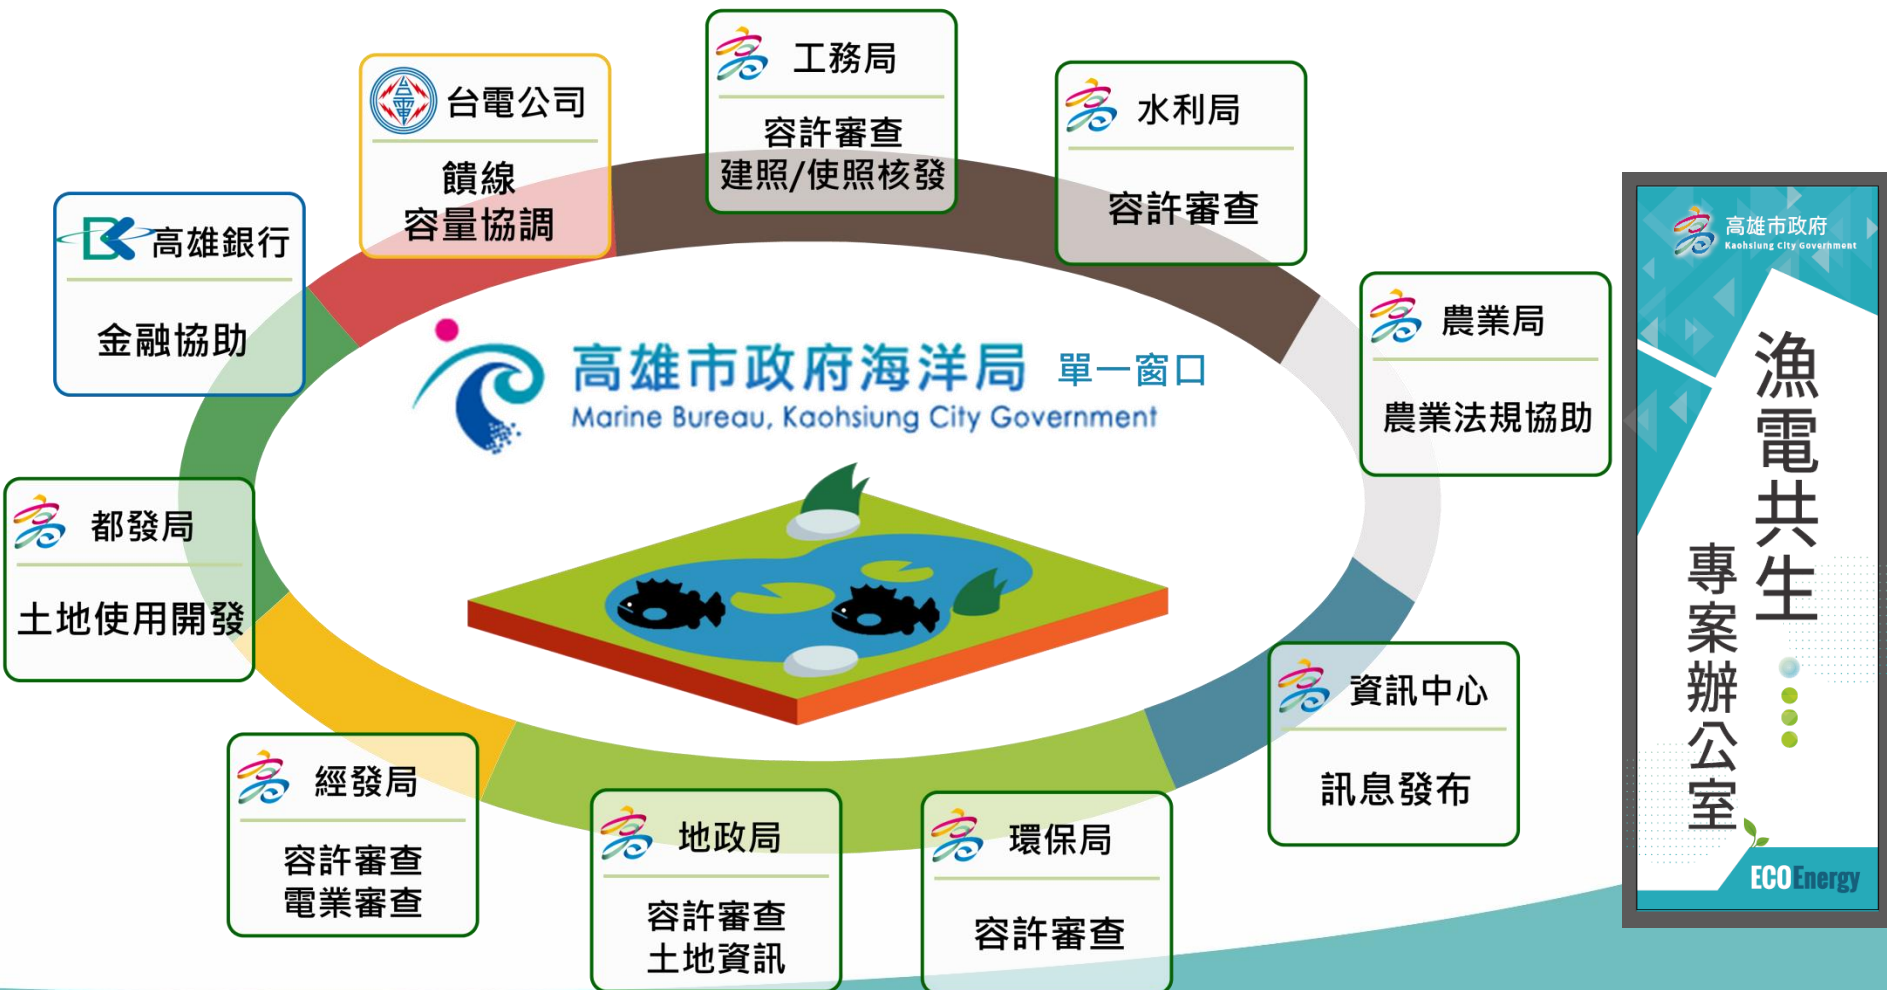 工務局
容許審查
建照/使照核發
台電公司
饋線
容量協調
水利局
容許審查
高雄銀行
金融協助
農業局
農業法規協助
高雄市政府海洋局 單一窗口
Marine Bureau, Kaohsiung City Government
都發局
土地使用開發
資訊中心
訊息發布
經發局
容許審查
電業審查
地政局
容許審查
土地資訊
環保局
容許審查
高雄市政府
Kaohsiung City Government
漁電共生
專案辦公室
ECOEnergy